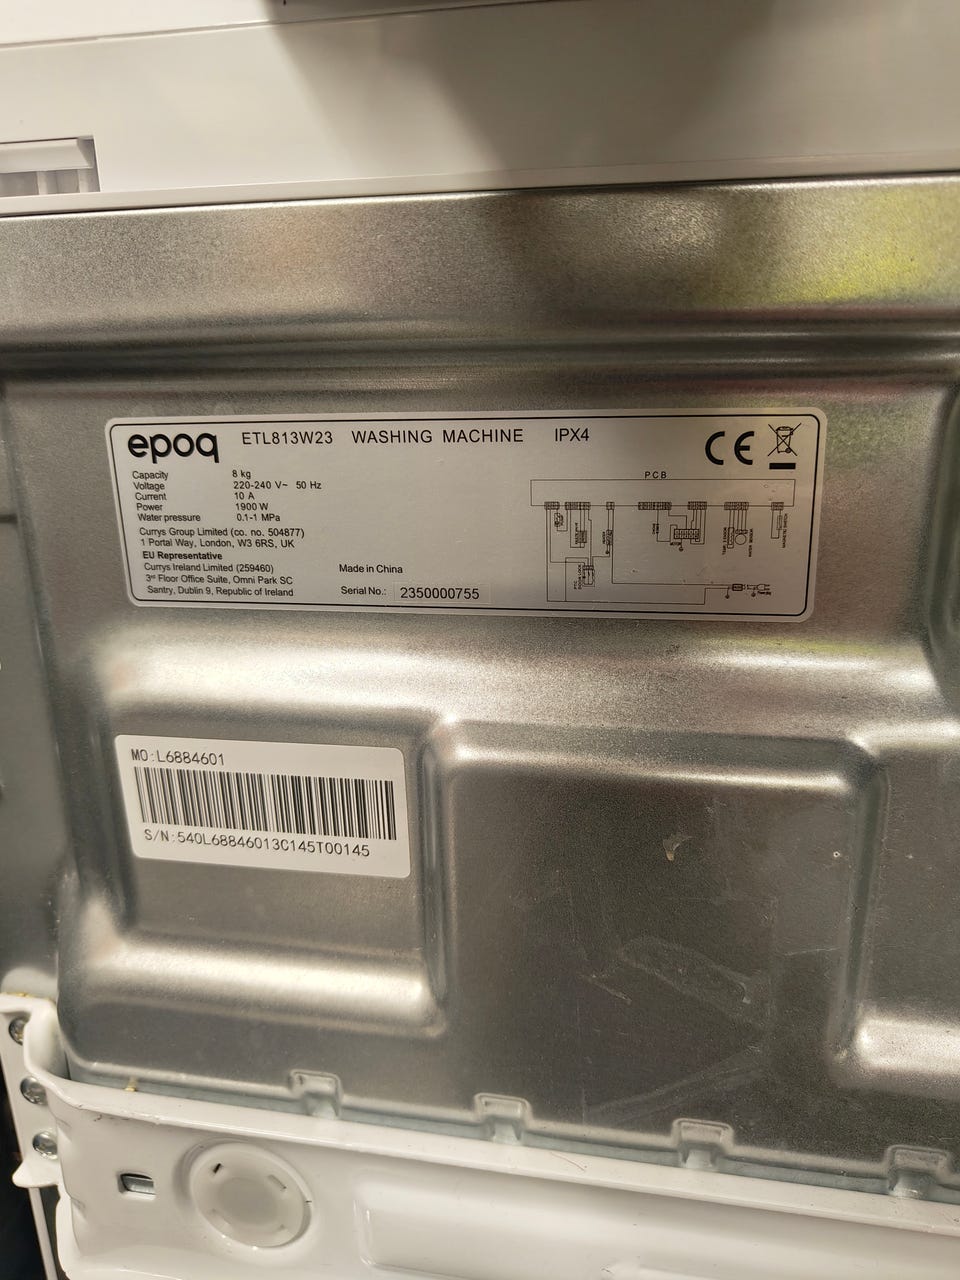 epoq ETL813W23 WASHING MACHINE IPX4
CE
Capacity 8 kg
Voltage 220-240 V~ 50 Hz
Current 10 A
Power 1900 W
Water pressure 0.1-1 MPa
Currys Group Limited (co. no. 504877)
1 Portal Way, London, W3 6RS, UK
EU Representative
Currys Ireland Limited (259460)
3rd Floor Office Suite, Omni Park SC
Santry, Dublin 9, Republic of Ireland
Made in China
Serial No.: 2350000755
PCB
MO:L6884601
S/N:540L68846013C145T00145